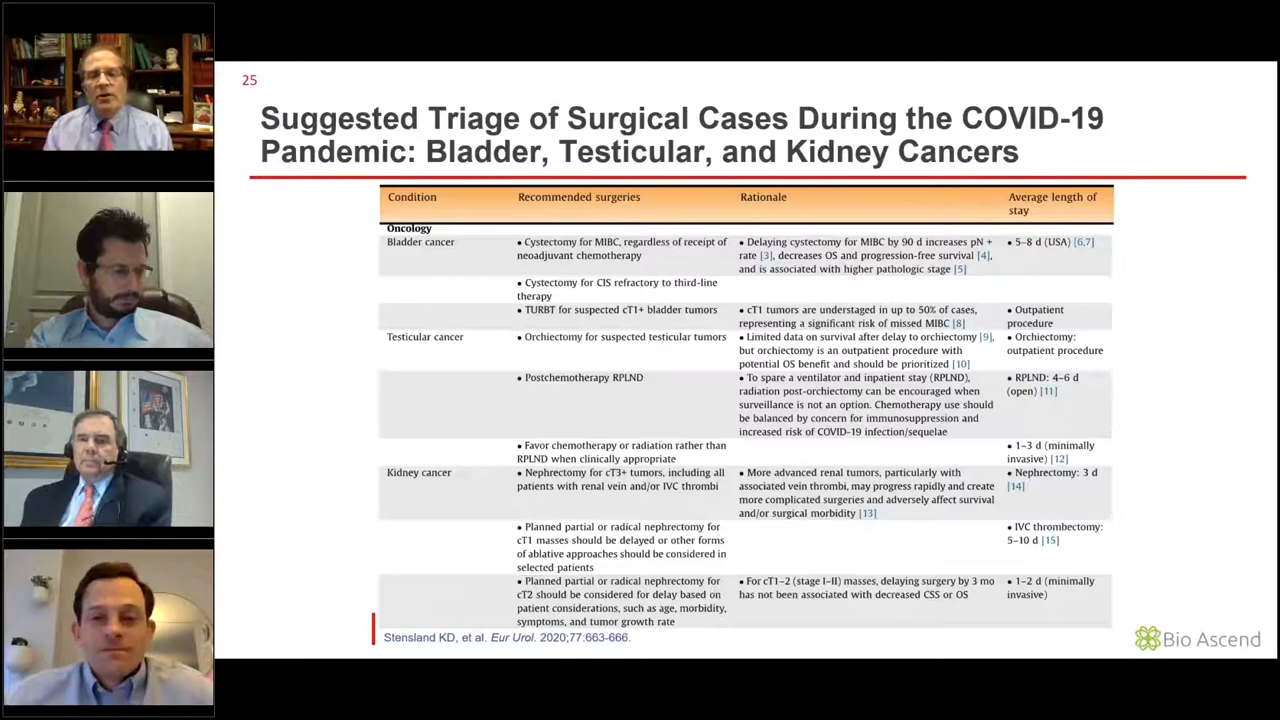 25
Suggested Triage of Surgical Cases During the COVID-19
Pandemic: Bladder, Testicular, and Kidney Cancers
Condition
Recommended surgeries
Rationale
Average length of
stay
Oncology
Bladder cancer
• Cystectomy for MIBC, regardless of receipt of
neoadjuvant chemotherapy
• Delaying cystectomy for MIBC by 90 d increases pN +
rate [3], decreases OS and progression-free survival [4],
and is associated with higher pathologic stage [5]
• 5–8 d (USA) [6,7]
• Cystectomy for CIS refractory to third-line
therapy
• TURBT for suspected cT1+ bladder tumors
• cT1 tumors are understaged in up to 50% of cases,
representing a significant risk of missed MIBC [8]
• Outpatient
procedure
Testicular cancer
• Orchiectomy for suspected testicular tumors
• Limited data on survival after delay to orchiectomy [9],
but orchiectomy is an outpatient procedure with
potential OS benefit and should be prioritized [10]
• Orchiectomy:
outpatient procedure
• Postchemotherapy RPLND
• To spare a ventilator and inpatient stay (RPLND),
radiation post-orchiectomy can be encouraged when
surveillance is not an option. Chemotherapy use should
be balanced by concern for immunosuppression and
increased risk of COVID-19 infection/sequelae
• RPLND: 4–6 d
(open) [11]
• Favor chemotherapy or radiation rather than
RPLND when clinically appropriate
• 1–3 d (minimally
invasive) [12]
Kidney cancer
• Nephrectomy for cT3+ tumors, including all
patients with renal vein and/or IVC thrombi
• More advanced renal tumors, particularly with
associated vein thrombi, may progress rapidly and create
more complicated surgeries and adversely affect survival
and/or surgical morbidity [13]
• Nephrectomy: 3 d
[14]
• Planned partial or radical nephrectomy for
cT1 masses should be delayed or other forms
of ablative approaches should be considered in
selected patients
• IVC thrombectomy:
5–10 d [15]
• Planned partial or radical nephrectomy for
cT2 should be considered for delay based on
patient considerations, such as age, morbidity,
symptoms, and tumor growth rate
• For cT1–2 (stage I–II) masses, delaying surgery by 3 mo
has not been associated with decreased CSS or OS
• 1–2 d (minimally
invasive)
Stensland KD, et al. Eur Urol. 2020;77:663-666.
Bio Ascend